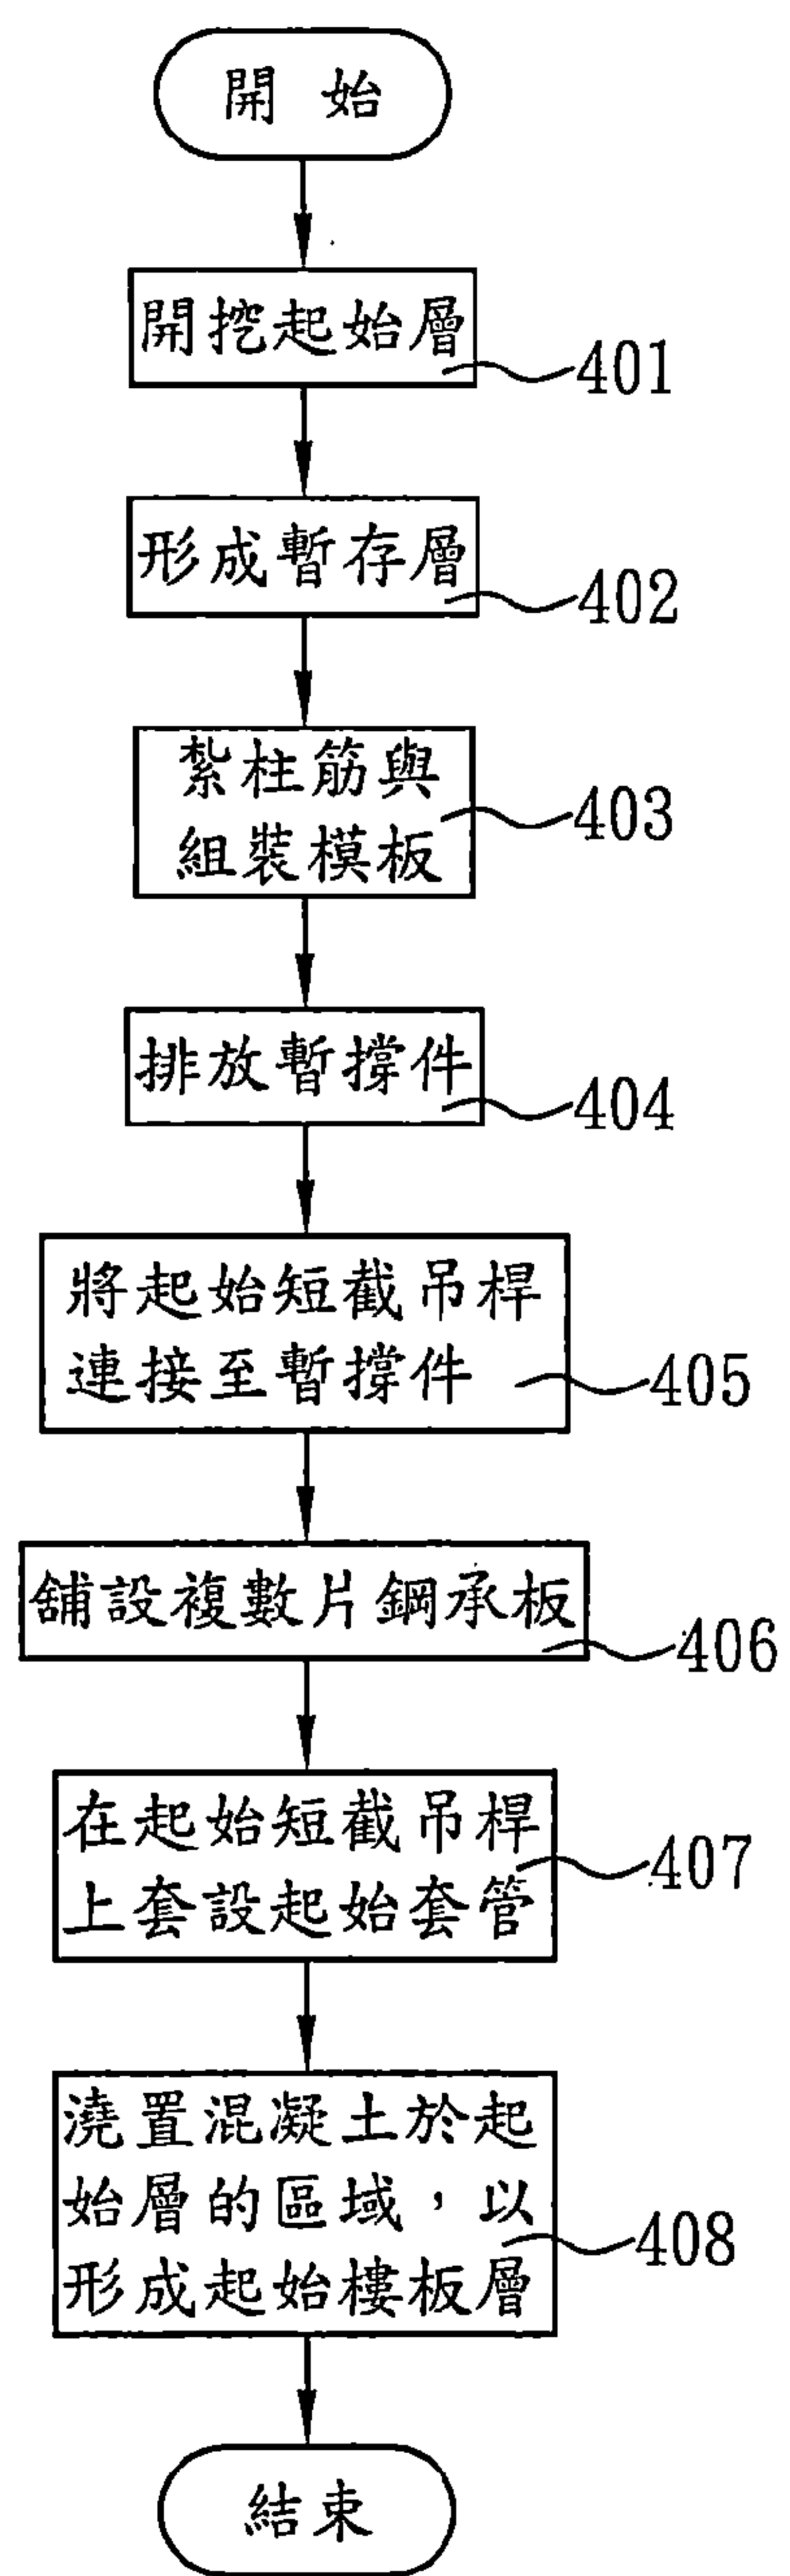 開始
開挖起始層
401
形成暫存層
402
紮柱筋與
組裝模板
403
排放暫撐件
404
將起始短截吊桿
連接至暫撐件
405
舖設複數片鋼承板
406
在起始短截吊桿
上套設起始套管
407
澆置混凝土於起
始層的區域，以
形成起始樓板層
408
結束